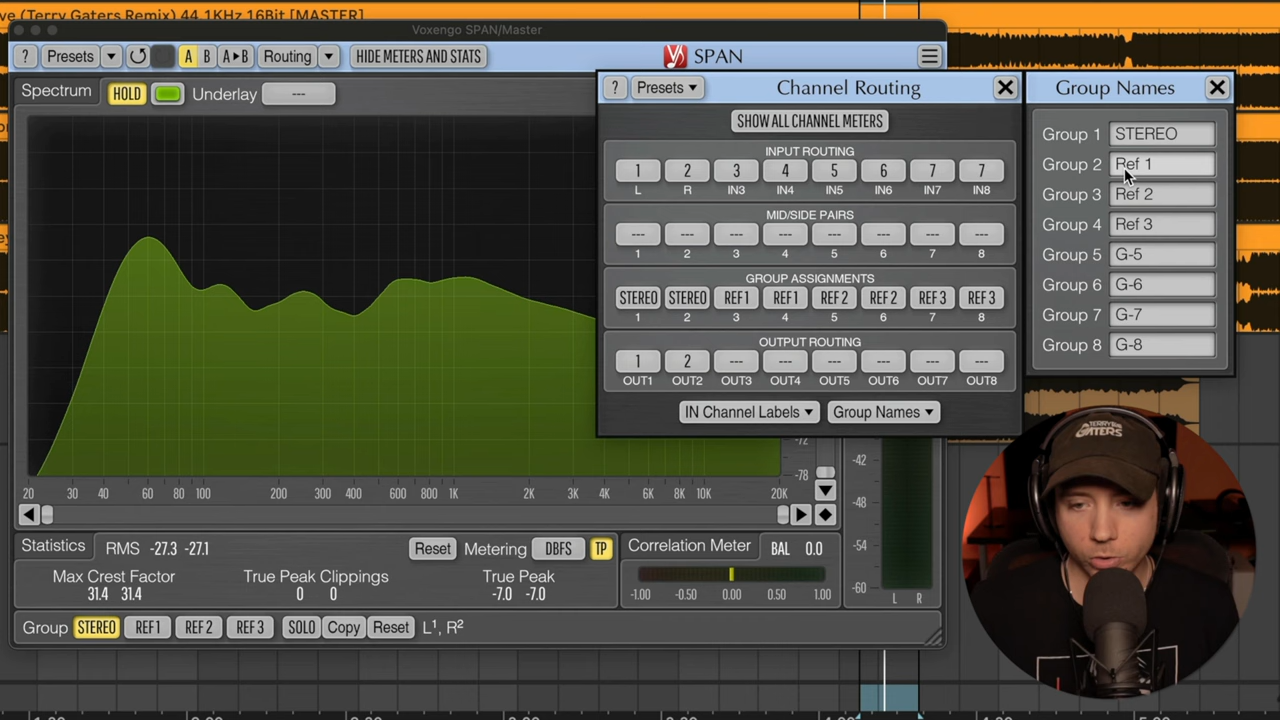 ve (Terry Gaters Remix) 44.1KHz 16Bit [MASTER]
Voxengo SPAN/Master
? Presets A B A▸B Routing HIDE METERS AND STATS SPAN
Spectrum HOLD Underlay ---
? Presets Channel Routing
SHOW ALL CHANNEL METERS
INPUT ROUTING
1 2 3 4 5 6 7 7
L R IN3 IN4 IN5 IN6 IN7 IN8
MID/SIDE PAIRS
--- --- --- --- --- --- --- ---
1 2 3 4 5 6 7 8
GROUP ASSIGNMENTS
STEREO STEREO REF 1 REF 1 REF 2 REF 2 REF 3 REF 3
1 2 3 4 5 6 7 8
OUTPUT ROUTING
1 2 --- --- --- --- --- ---
OUT1 OUT2 OUT3 OUT4 OUT5 OUT6 OUT7 OUT8
IN Channel Labels Group Names
Group Names
Group 1 STEREO
Group 2 Ref 1
Group 3 Ref 2
Group 4 Ref 3
Group 5 G-5
Group 6 G-6
Group 7 G-7
Group 8 G-8
-72
-78
20 30 40 60 80 100 200 300 400 600 800 1K 2K 3K 4K 6K 8K 10K 20K
-42
-48
-54
-60
L R
Statistics RMS -27.3 -27.1 Reset Metering DBFS TP
Max Crest Factor True Peak Clippings True Peak
31.4 31.4 0 0 -7.0 -7.0
Correlation Meter BAL 0.0
-1.00 -0.50 0.00 0.50 1.00
Group STEREO REF 1 REF 2 REF 3 SOLO Copy Reset L¹, R²
TERRY GATERS